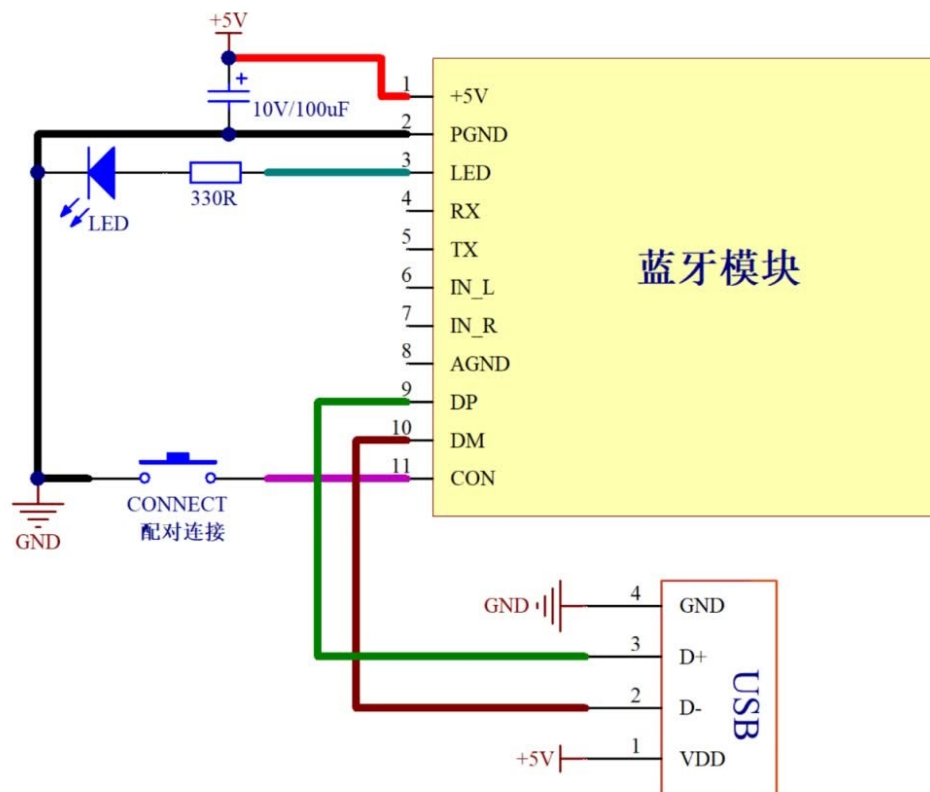 +5V
10V/100uF
1
+5V
2
PGND
3
LED
330R
LED
4
RX
5
TX
6
IN_L
7
IN_R
8
AGND
9
DP
10
DM
11
CON
蓝牙模块
CONNECT
配对连接
GND
GND
4
GND
3
D+
2
D-
+5V
1
VDD
USB